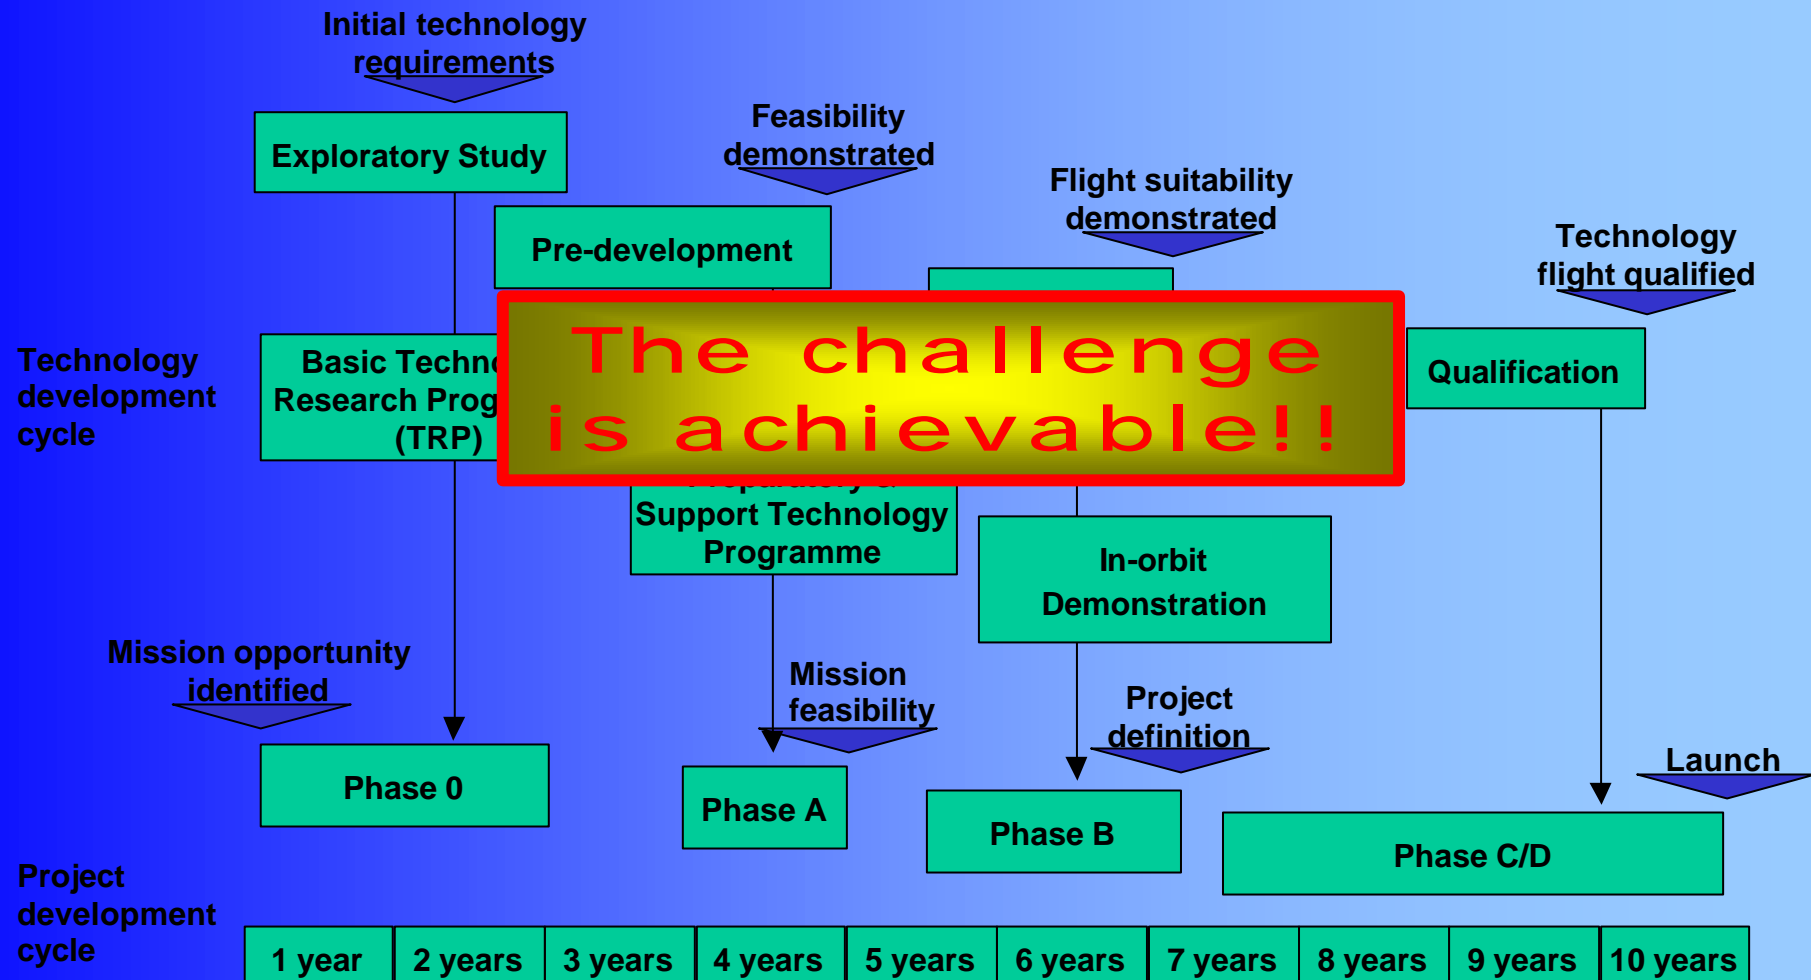 Initial technology
requirements
Exploratory Study
Feasibility
demonstrated
Pre-development
Flight suitability
demonstrated
Technology
flight qualified
Technology
development
cycle
Basic
Research
(TRP)
The challenge
is achievable!!
Qualification
Support Technology
Programme
In-orbit
Demonstration
Mission opportunity
identified
Mission
feasibility
Project
definition
Launch
Phase 0
Phase A
Phase B
Phase C/D
Project
development
cycle
1 year 2 years 3 years 4 years 5 years 6 years 7 years 8 years 9 years 10 years